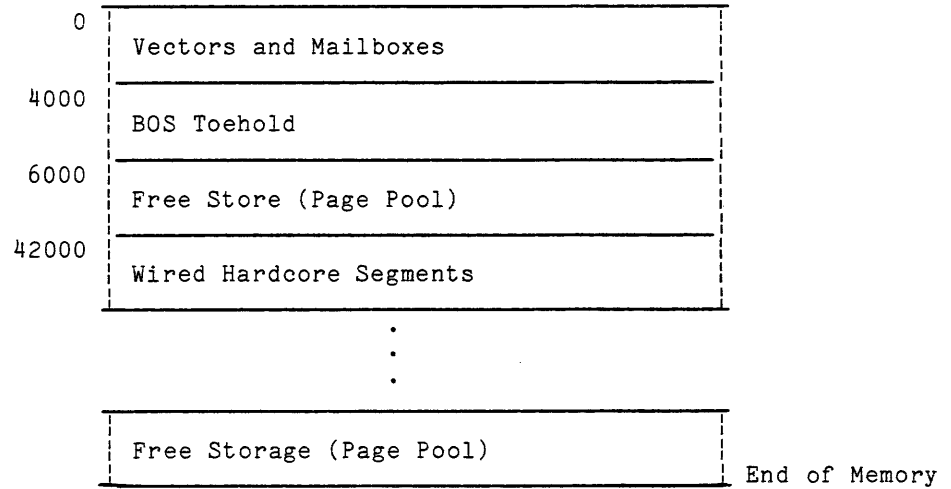 0
Vectors and Mailboxes
4000
BOS Toehold
6000
Free Store (Page Pool)
42000
Wired Hardcore Segments
Free Storage (Page Pool)
End of Memory